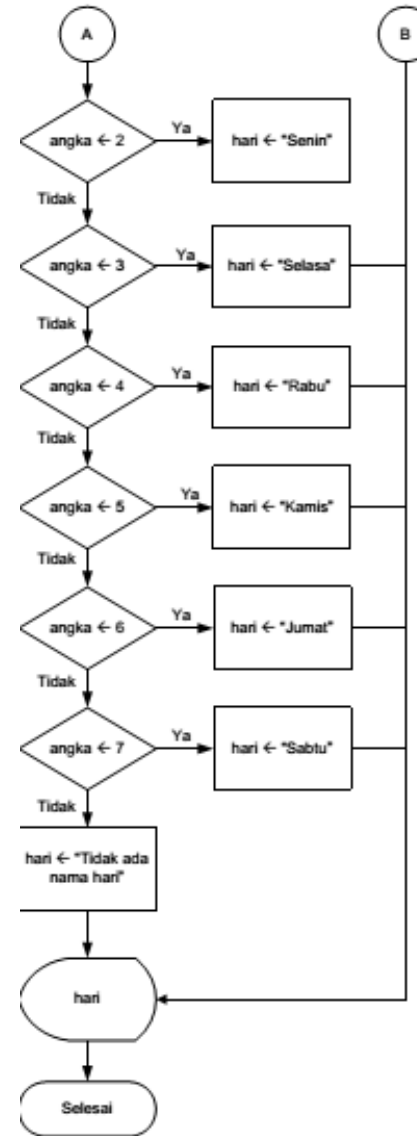 A
B
angka ← 2
Ya
hari ← "Senin"
Tidak
angka ← 3
Ya
hari ← "Selasa"
Tidak
angka ← 4
Ya
hari ← "Rabu"
Tidak
angka ← 5
Ya
hari ← "Kamis"
Tidak
angka ← 6
Ya
hari ← "Jumat"
Tidak
angka ← 7
Ya
hari ← "Sabtu"
Tidak
hari ← "Tidak ada
nama hari"
hari
Selesai